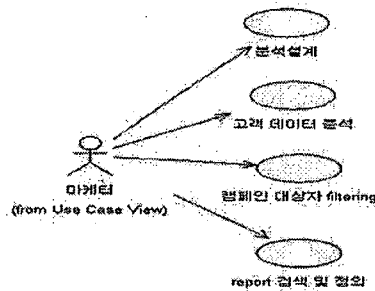 분석설계
고객 데이터 분석
마케터
(from Use Case View)
캠페인 대상자 filtering
report 검색 및 정의